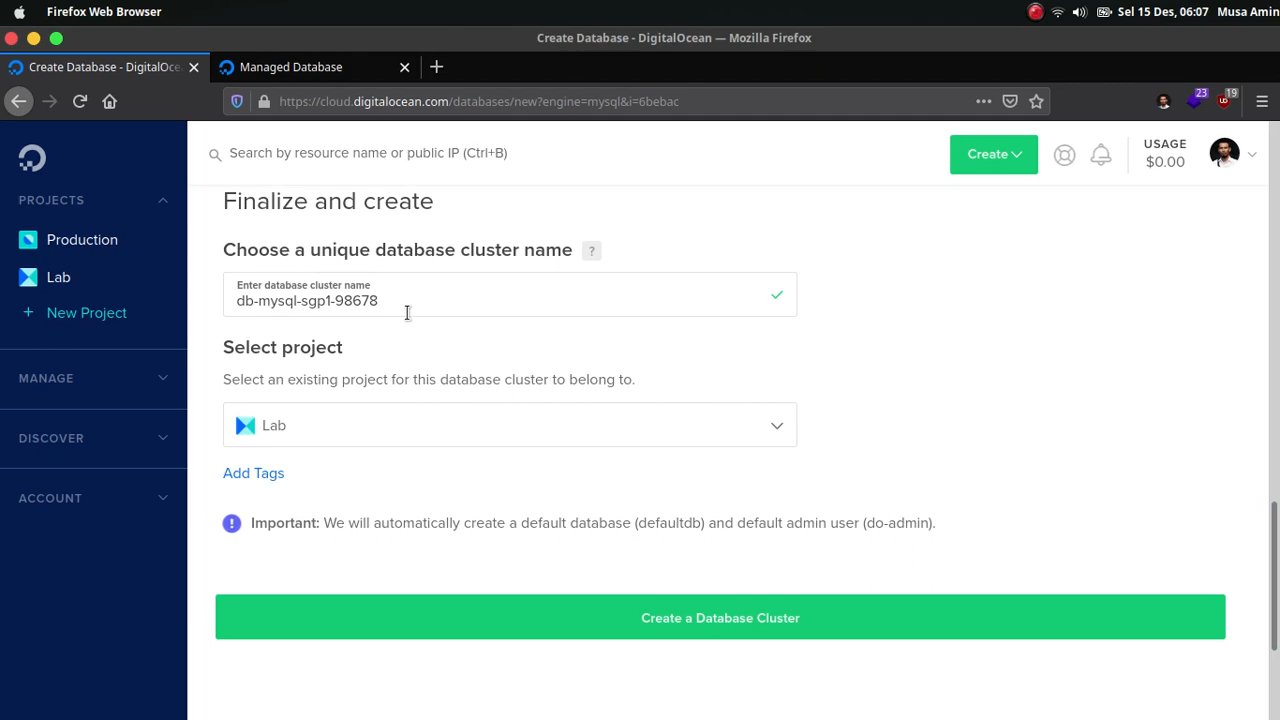 Firefox Web Browser
Sel 15 Des, 06:07 Musa Amin
Create Database - DigitalOcean — Mozilla Firefox
Create Database - DigitalOce
Managed Database
https://cloud.digitalocean.com/databases/new?engine=mysql&i=6bebac
23
19
Search by resource name or public IP (Ctrl+B)
Create
USAGE
$0.00
PROJECTS
Production
Lab
+ New Project
MANAGE
DISCOVER
ACCOUNT
Finalize and create
Choose a unique database cluster name ?
Enter database cluster name
db-mysql-sgp1-98678
Select project
Select an existing project for this database cluster to belong to.
Lab
Add Tags
! Important: We will automatically create a default database (defaultdb) and default admin user (do-admin).
Create a Database Cluster